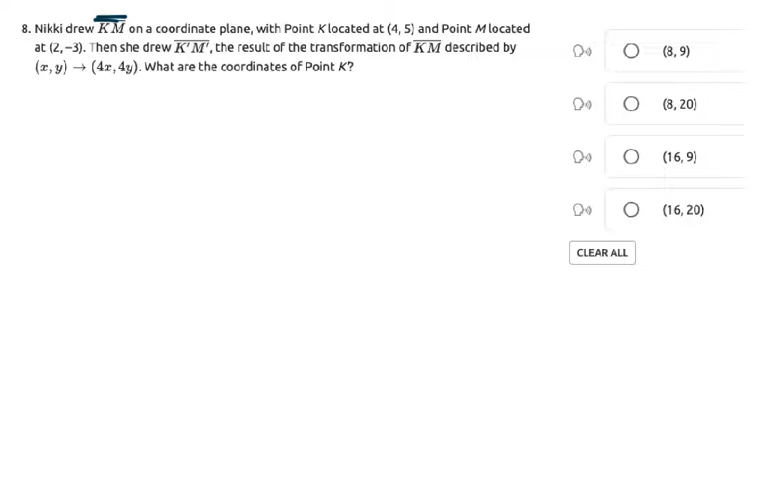 8. Nikki drew K M on a coordinate plane, with Point K located at (4, 5) and Point M located
at (2, –3). Then she drew K′M′, the result of the transformation of KM described by
(x, y) → (4x, 4y). What are the coordinates of Point K?
(8, 9)
(8, 20)
(16, 9)
(16, 20)
CLEAR ALL